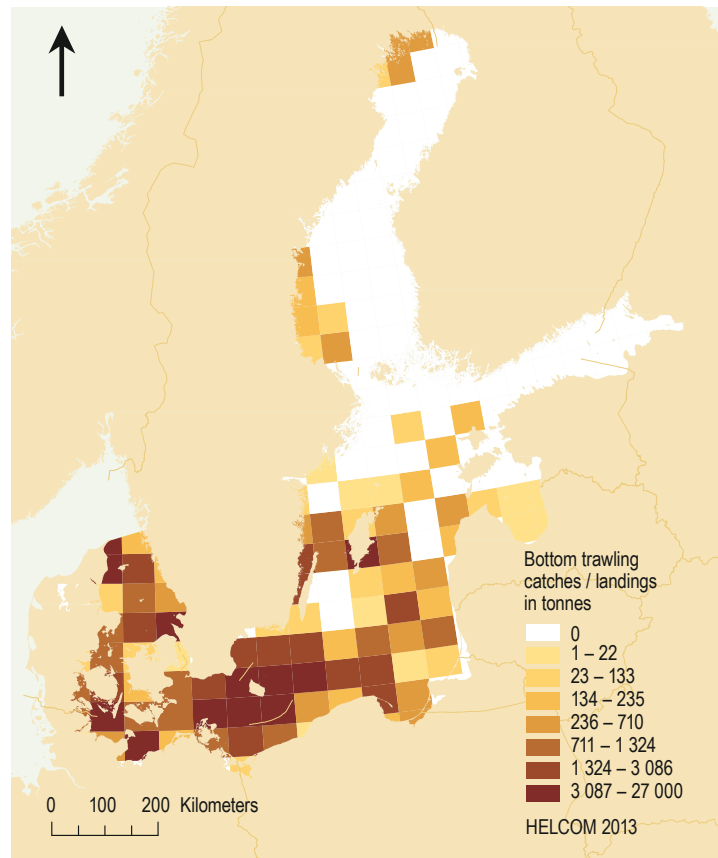 Bottom trawling
catches / landings
in tonnes
0
1 – 22
23 – 133
134 – 235
236 – 710
711 – 1 324
1 324 – 3 086
3 087 – 27 000
HELCOM 2013
0 100 200 Kilometers